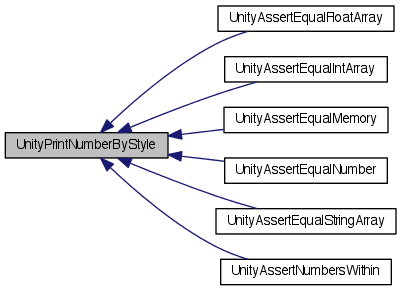 UnityAssertEqualFloatArray
UnityAssertEqualIntArray
UnityAssertEqualMemory
UnityPrintNumberByStyle
UnityAssertEqualNumber
UnityAssertEqualStringArray
UnityAssertNumbersWithin